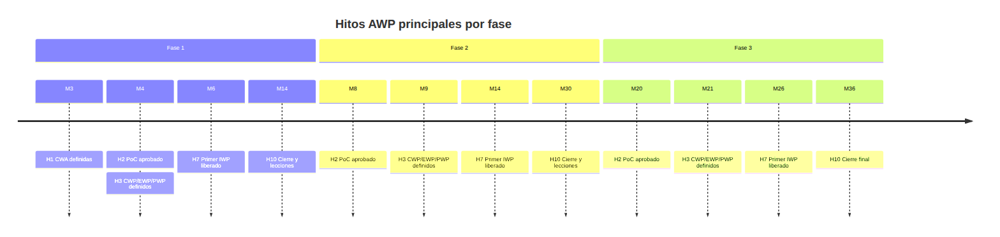 Hitos AWP principales por fase
Fase 1
Fase 2
Fase 3
M3
M4
M6
M14
M8
M9
M14
M30
M20
M21
M26
M36
H1 CWA definidas
H2 PoC aprobado
H3 CWP/EWP/PWP
definidos
H7 Primer IWP
liberado
H10 Cierre y
lecciones
H2 PoC aprobado
H3 CWP/EWP/PWP
definidos
H7 Primer IWP
liberado
H10 Cierre y
lecciones
H2 PoC aprobado
H3 CWP/EWP/PWP
definidos
H7 Primer IWP
liberado
H10 Cierre final